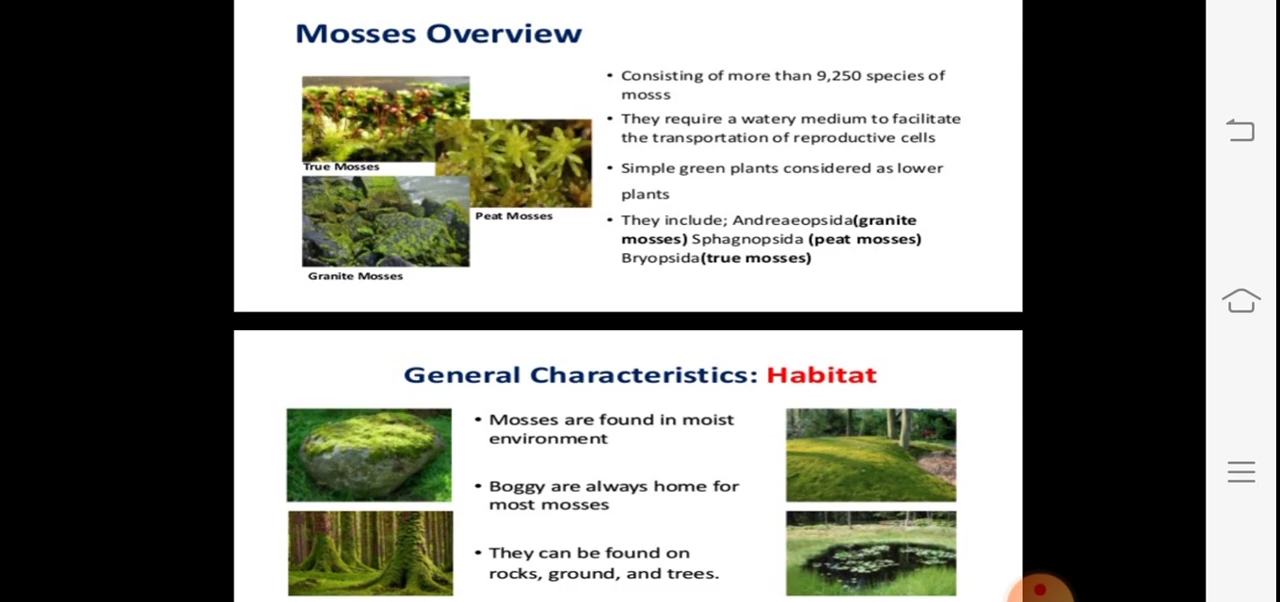 Mosses Overview
True Mosses
Peat Mosses
Granite Mosses
• Consisting of more than 9,250 species of
mosss
• They require a watery medium to facilitate
the transportation of reproductive cells
• Simple green plants considered as lower
plants
• They include; Andreaeopsida(granite
mosses) Sphagnopsida (peat mosses)
Bryopsida(true mosses)
General Characteristics: Habitat
• Mosses are found in moist
environment
• Boggy are always home for
most mosses
• They can be found on
rocks, ground, and trees.